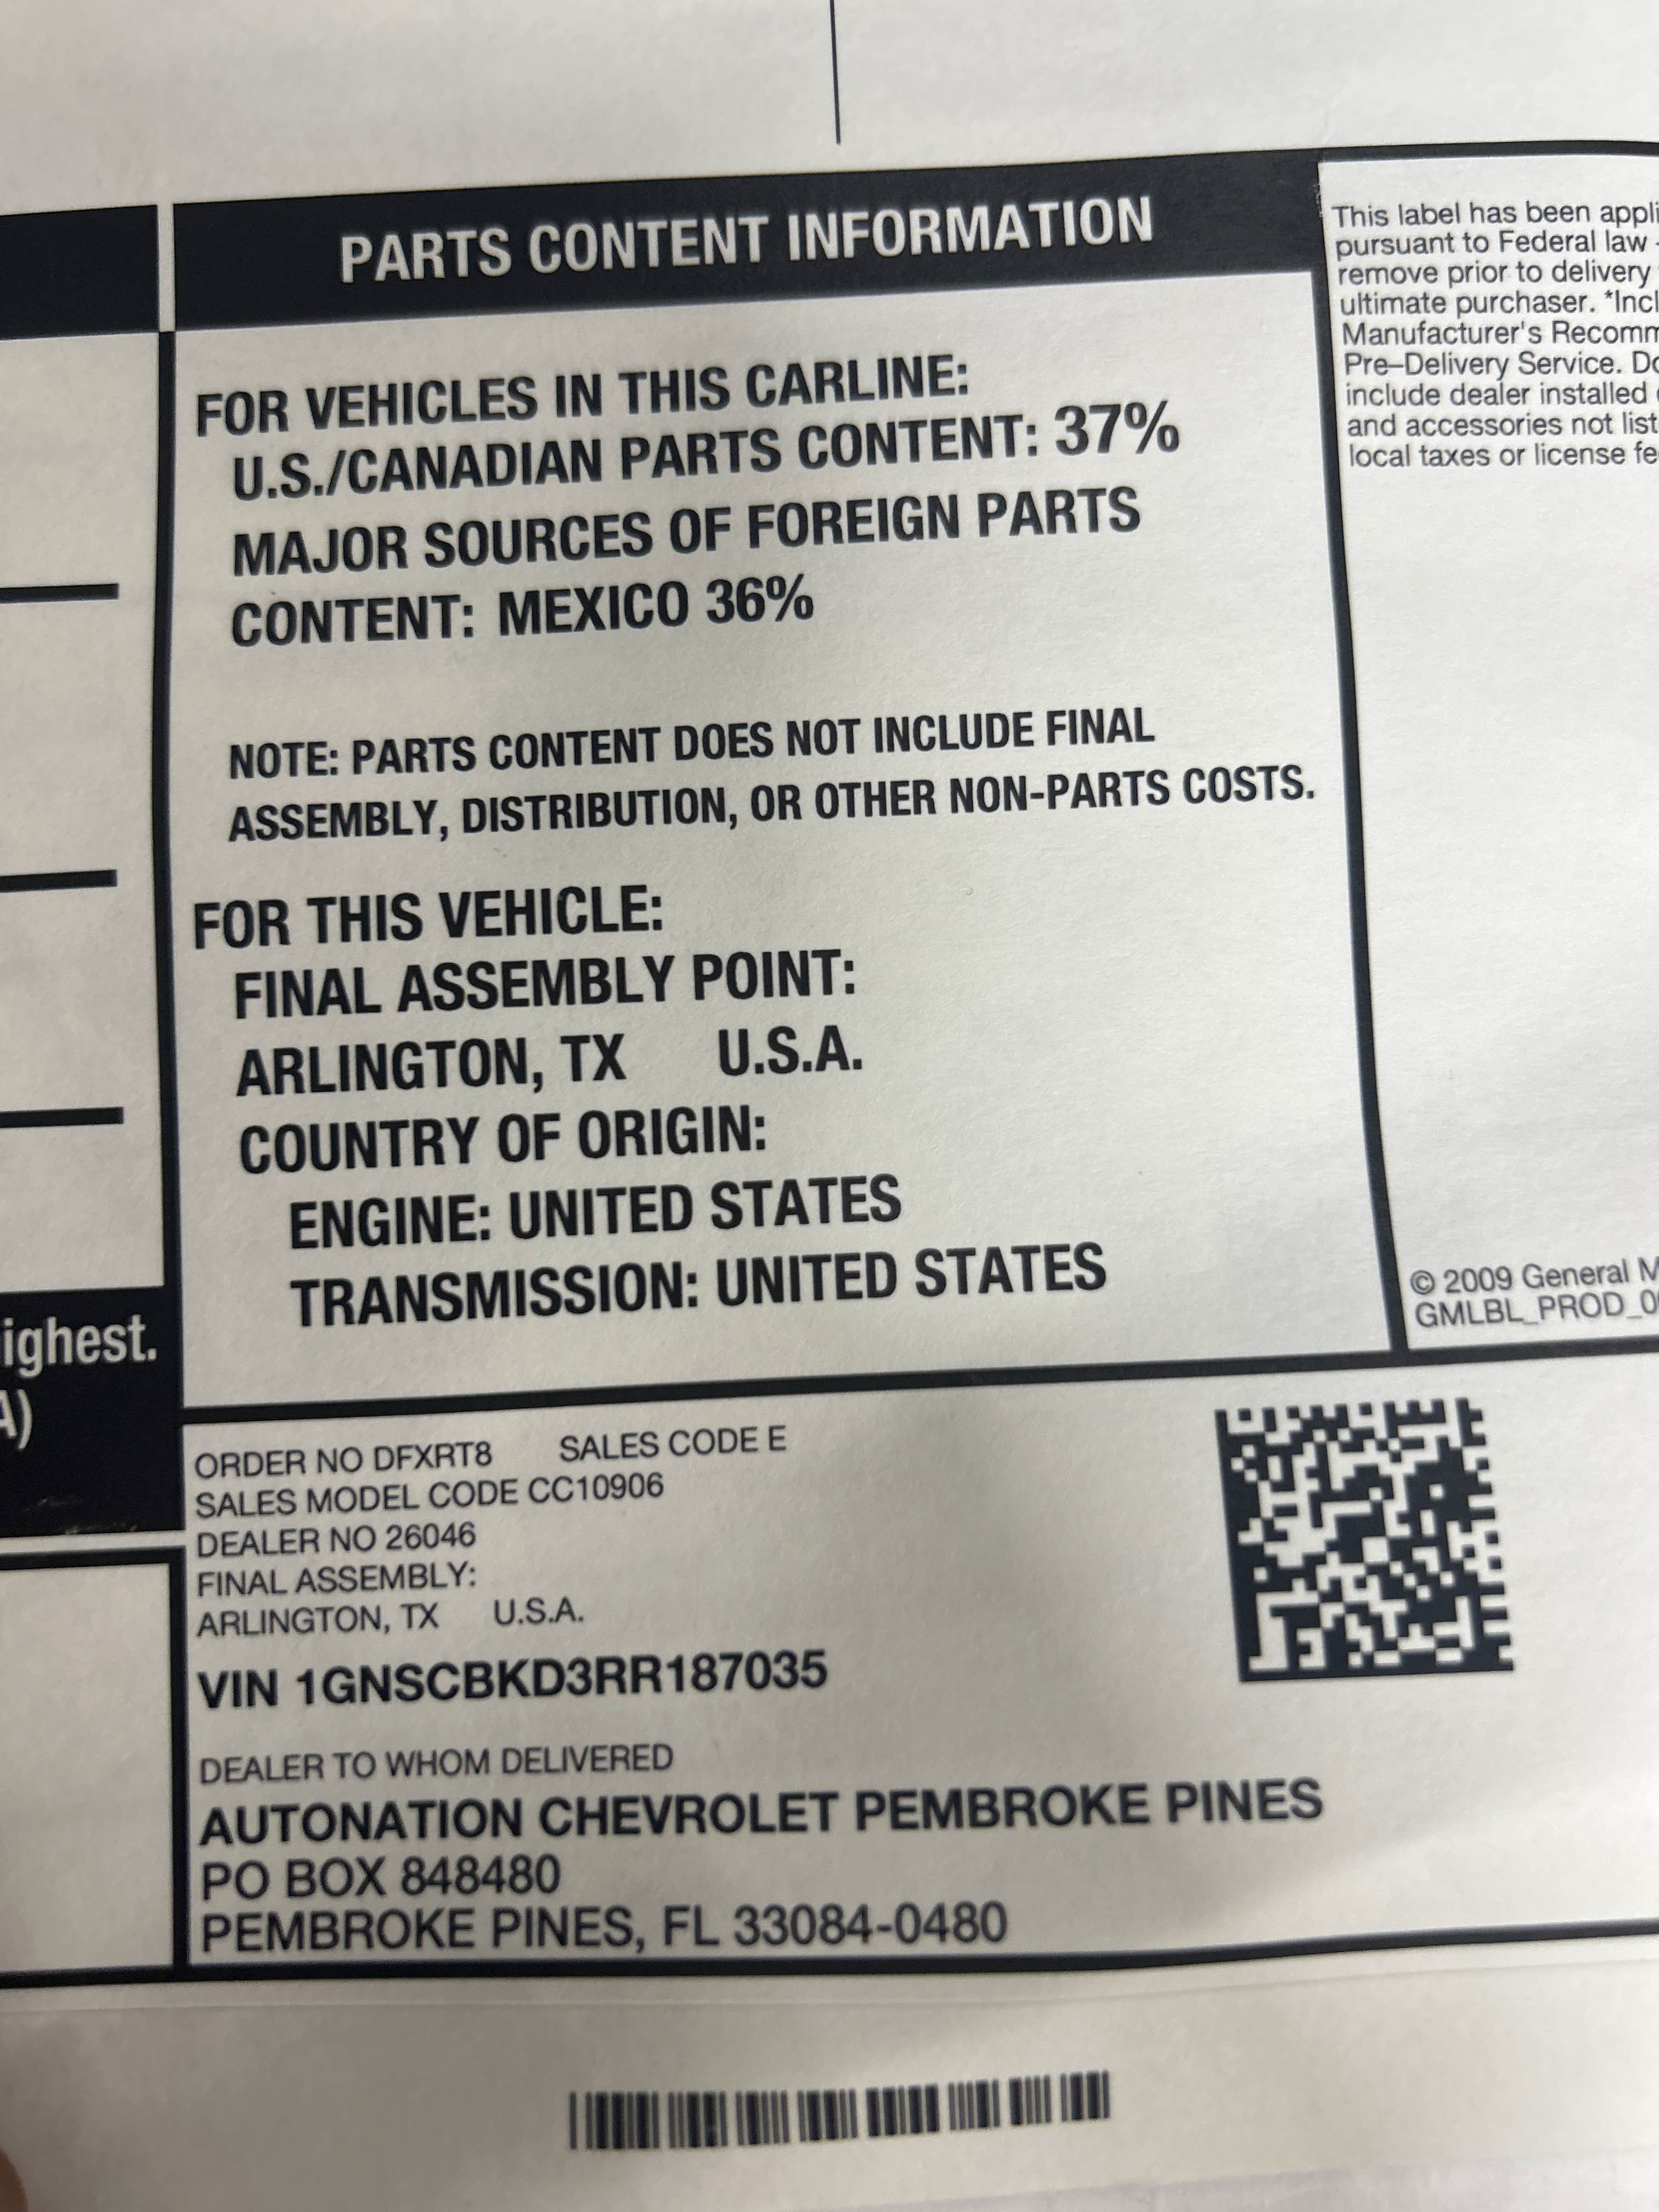 PARTS CONTENT INFORMATION
FOR VEHICLES IN THIS CARLINE:
U.S./CANADIAN PARTS CONTENT: 37%
MAJOR SOURCES OF FOREIGN PARTS
CONTENT: MEXICO 36%
NOTE: PARTS CONTENT DOES NOT INCLUDE FINAL
ASSEMBLY, DISTRIBUTION, OR OTHER NON-PARTS COSTS.
FOR THIS VEHICLE:
FINAL ASSEMBLY POINT:
ARLINGTON, TX U.S.A.
COUNTRY OF ORIGIN:
ENGINE: UNITED STATES
TRANSMISSION: UNITED STATES
This label has been appli
pursuant to Federal law -
remove prior to delivery
ultimate purchaser. *Incl
Manufacturer's Recomm
Pre-Delivery Service. Do
include dealer installed
and accessories not list
local taxes or license fe
© 2009 General M
GMLBL_PROD_0
ighest.
A)
ORDER NO DFXRT8 SALES CODE E
SALES MODEL CODE CC10906
DEALER NO 26046
FINAL ASSEMBLY:
ARLINGTON, TX U.S.A.
VIN 1GNSCBKD3RR187035
DEALER TO WHOM DELIVERED
AUTONATION CHEVROLET PEMBROKE PINES
PO BOX 848480
PEMBROKE PINES, FL 33084-0480